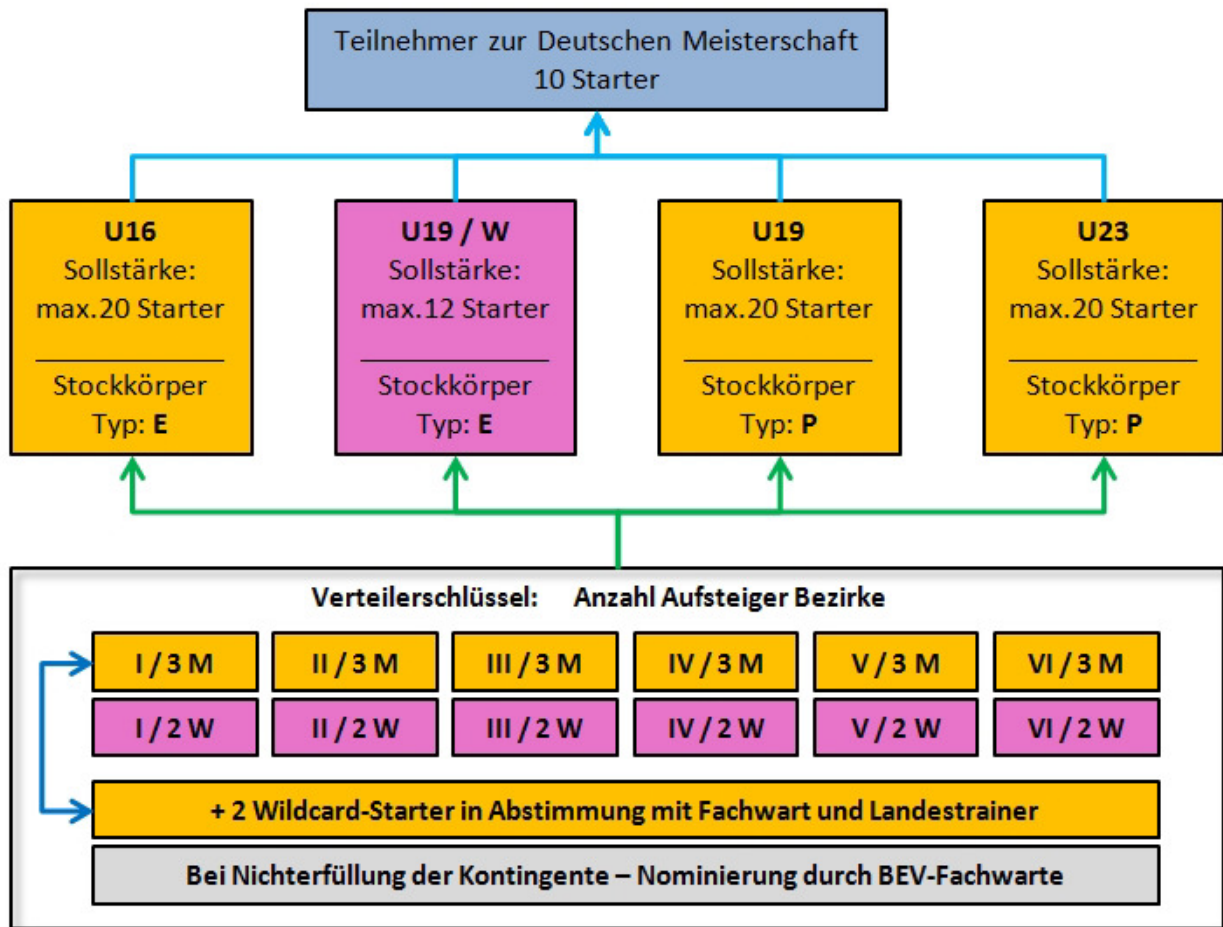 Teilnehmer zur Deutschen Meisterschaft
10 Starter
U16
Sollstärke:
max.20 Starter
Stockkörper
Typ: E
U19 / W
Sollstärke:
max.12 Starter
Stockkörper
Typ: E
U19
Sollstärke:
max.20 Starter
Stockkörper
Typ: P
U23
Sollstärke:
max.20 Starter
Stockkörper
Typ: P
Verteilerschlüssel: Anzahl Aufsteiger Bezirke
I / 3 M
II / 3 M
III / 3 M
IV / 3 M
V / 3 M
VI / 3 M
I / 2 W
II / 2 W
III / 2 W
IV / 2 W
V / 2 W
VI / 2 W
+ 2 Wildcard-Starter in Abstimmung mit Fachwart und Landestrainer
Bei Nichterfüllung der Kontingente – Nominierung durch BEV-Fachwarte